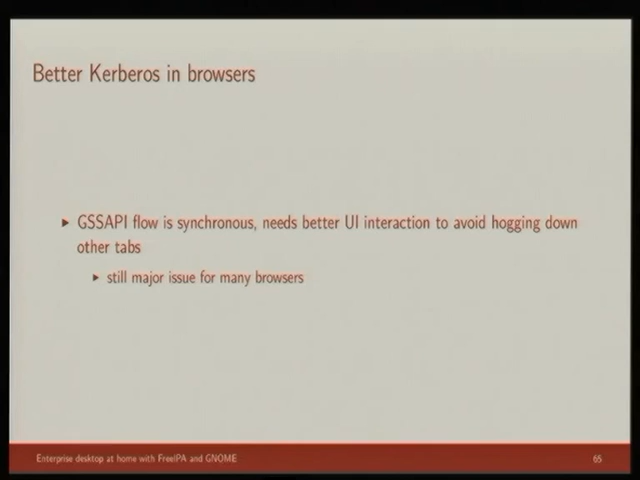 Better Kerberos in browsers
GSSAPI flow is synchronous, needs better UI interaction to avoid hogging down
other tabs
still major issue for many browsers
Enterprise desktop at home with FreeIPA and GNOME
65